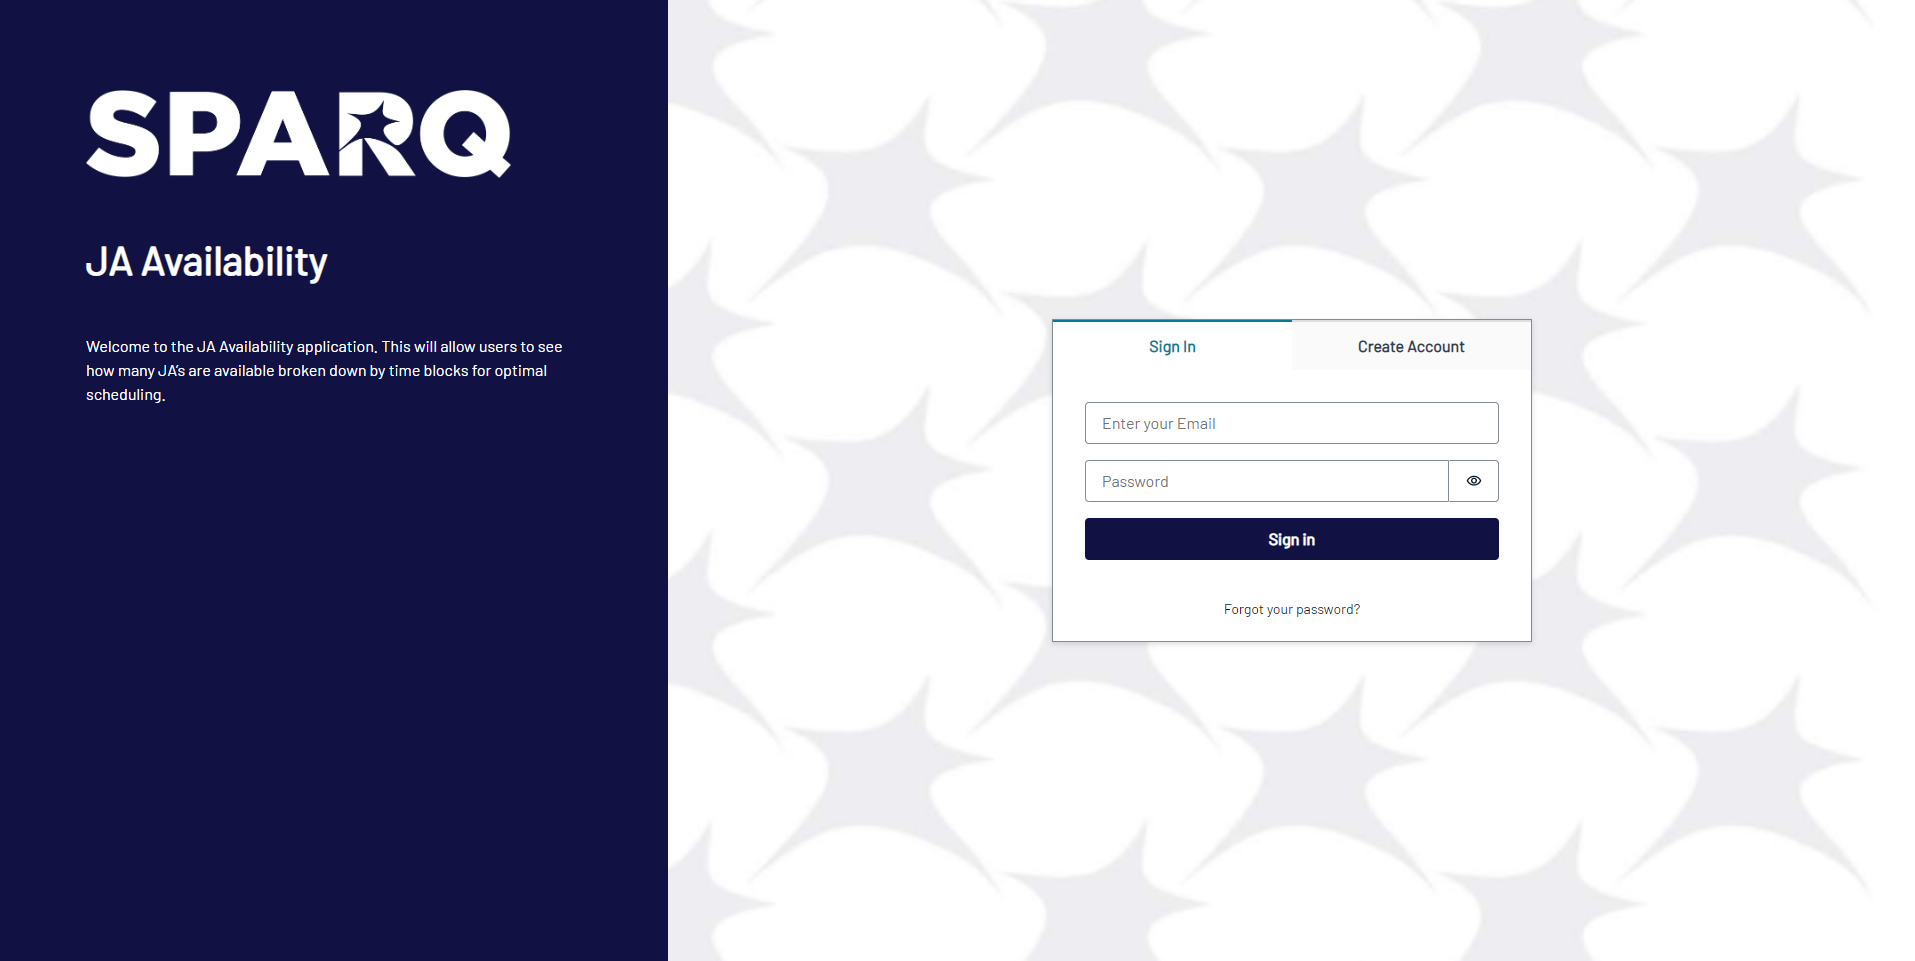 SPARQ
JA Availability
Welcome to the JA Availability application. This will allow users to see
how many JA's are available broken down by time blocks for optimal
scheduling.
Sign In
Create Account
Enter your Email
Password
Sign in
Forgot your password?